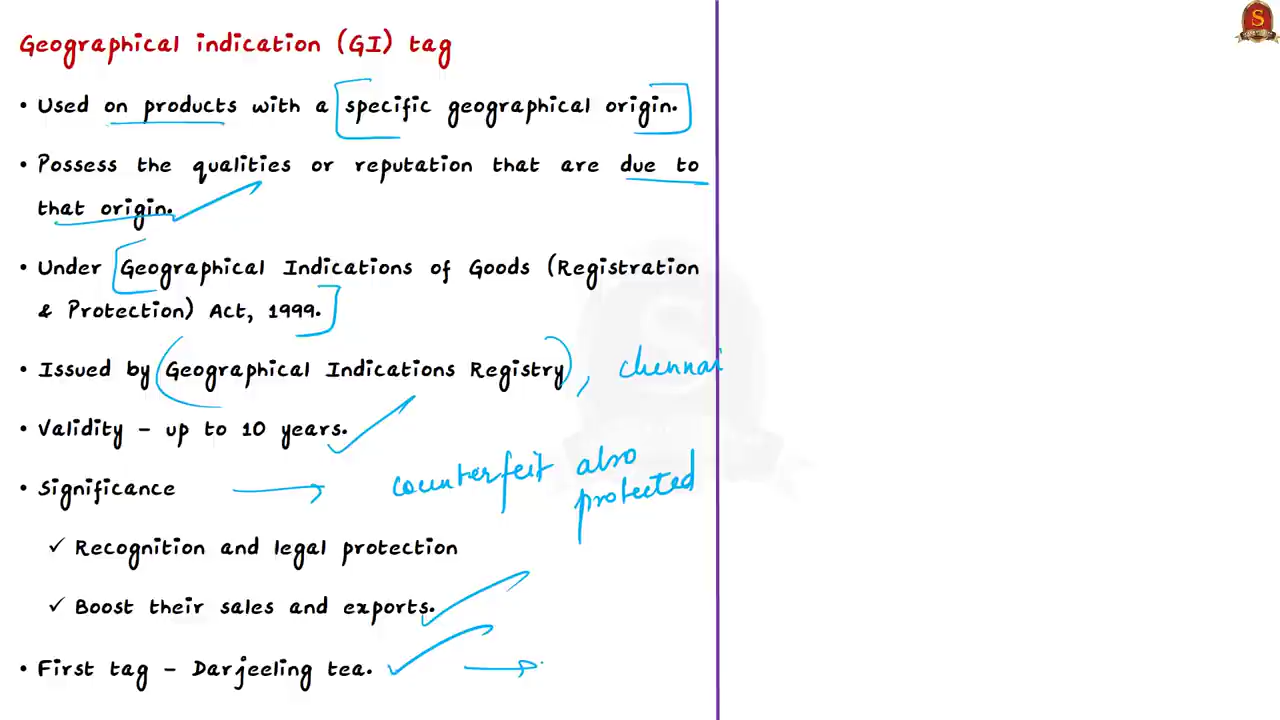 Geographical indication (GI) tag
• Used on products with a specific geographical origin.
• Possess the qualities or reputation that are due to
that origin.
• Under Geographical Indications of Goods (Registration
& Protection) Act, 1999.
• Issued by Geographical Indications Registry, chennai
• Validity – up to 10 years.
• Significance → counterfeit also
protected
✓ Recognition and legal protection
✓ Boost their sales and exports.
• First tag – Darjeeling tea. →
S